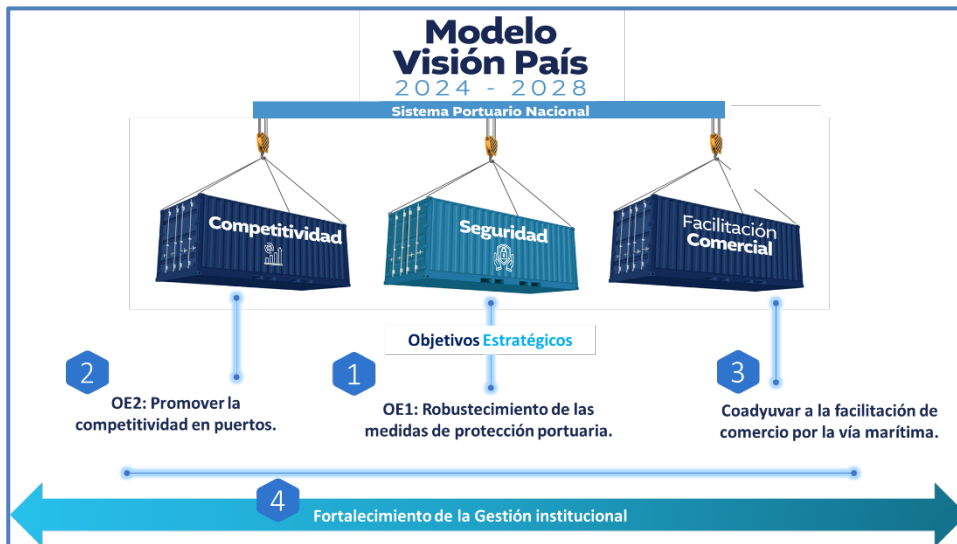 Modelo
Visión País
2024 - 2028
Sistema Portuario Nacional
Competitividad
Seguridad
Facilitación
Comercial
Objetivos Estratégicos
2
1
3
OE2: Promover la
competitividad en puertos.
OE1: Robustecimiento de las
medidas de protección portuaria.
Coadyuvar a la facilitación de
comercio por la vía marítima.
4
Fortalecimiento de la Gestión institucional